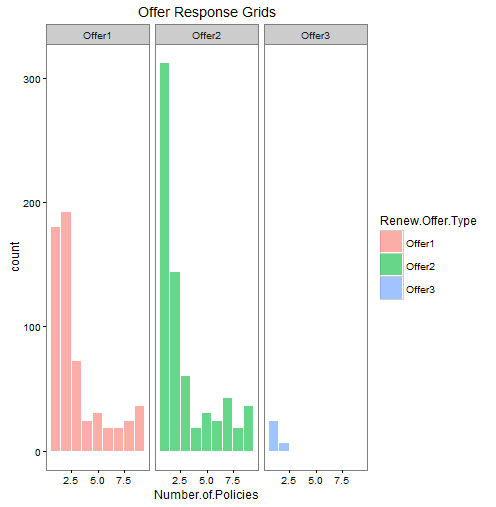 Offer Response Grids
Offer1 Offer2 Offer3
300
200
100
0
count
2.5 5.0 7.5 2.5 5.0 7.5 2.5 5.0 7.5
Number.of.Policies
Renew.Offer.Type
Offer1
Offer2
Offer3